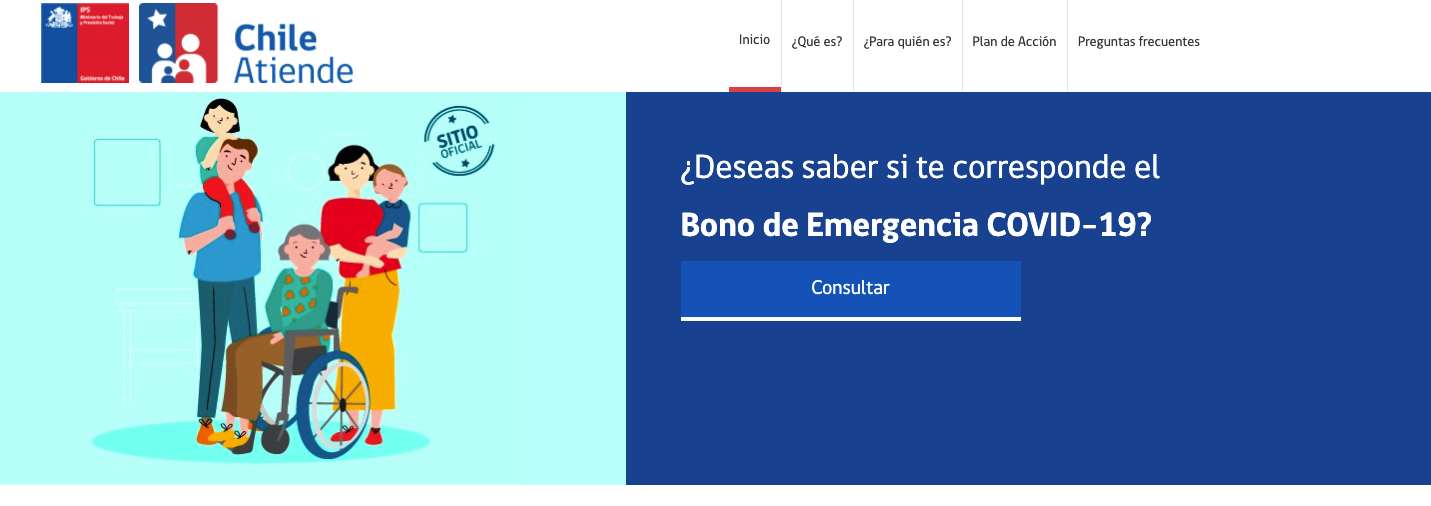 IPS
Ministerio del Trabajo
y Previsión Social
Gobierno de Chile
Chile
Atiende
Inicio
¿Qué es?
¿Para quién es?
Plan de Acción
Preguntas frecuentes
SITIO
OFICIAL
¿Deseas saber si te corresponde el
Bono de Emergencia COVID-19?
Consultar